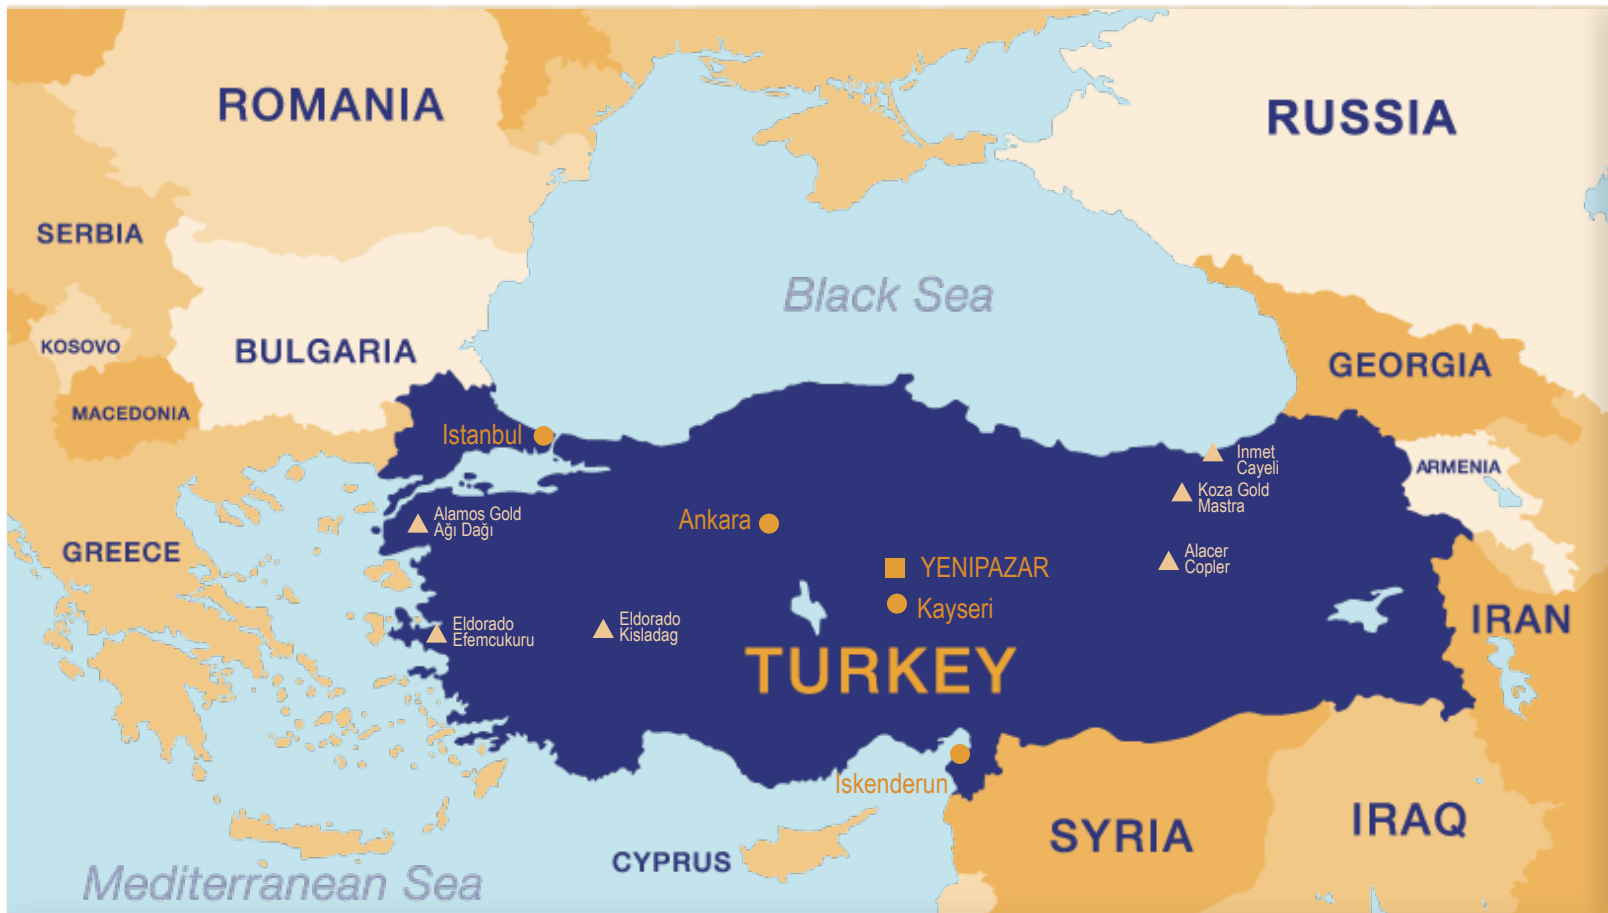 ROMANIA
RUSSIA
SERBIA
Black Sea
KOSOVO
BULGARIA
GEORGIA
MACEDONIA
Istanbul
Inmet
Cayeli
ARMENIA
Koza Gold
Mastra
Alamos Gold
Ağı Dağı
Ankara
GREECE
Alacer
Copler
YENIPAZAR
Kayseri
IRAN
Eldorado
Efemcukuru
Eldorado
Kisladag
TURKEY
Iskenderun
SYRIA
IRAQ
CYPRUS
Mediterranean Sea